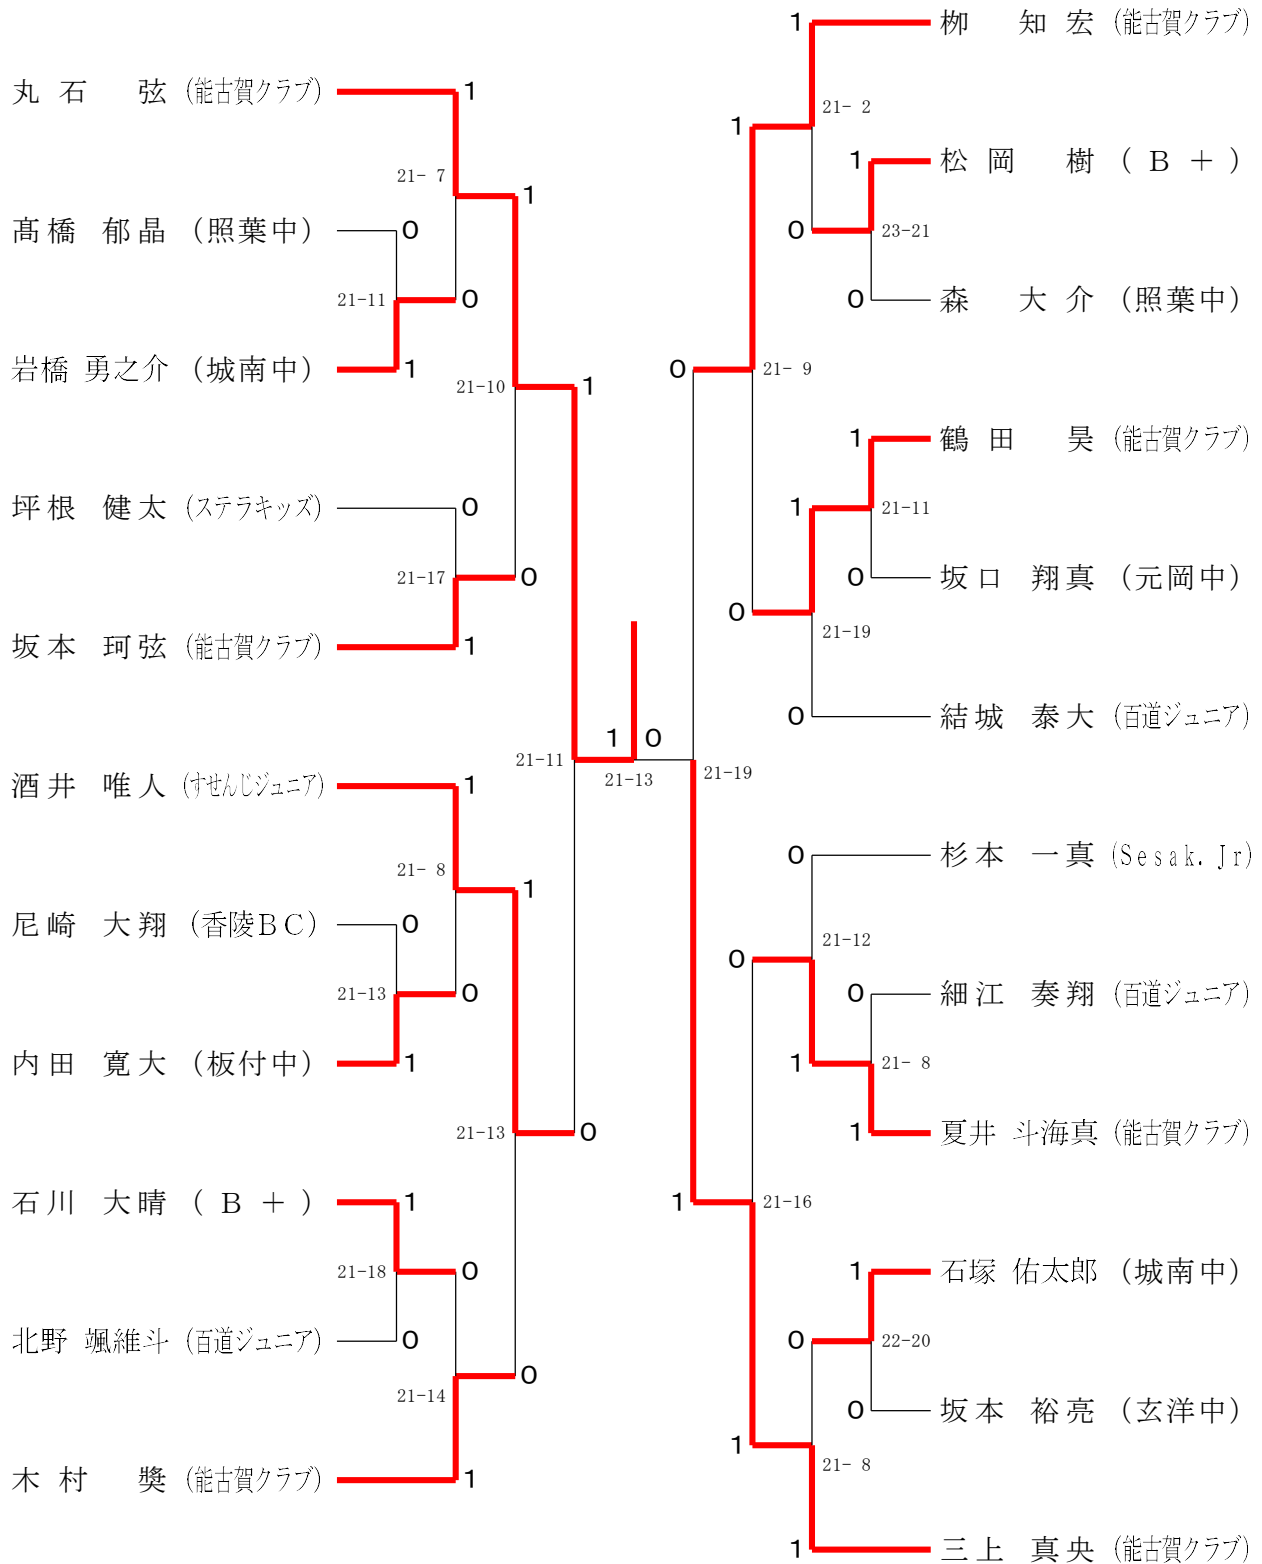 丸石 弦 (能古賀クラブ)
1
21- 7
1
髙橋 郁晶 (照葉中)
0
21-11
0
岩橋 勇之介 (城南中)
1
21-10
1
坪根 健太 (ステラキッズ)
0
21-17
0
坂本 珂弦 (能古賀クラブ)
1
21-11
1
酒井 唯人 (すせんじジュニア)
1
21- 8
1
尼崎 大翔 (香陵BC)
0
21-13
0
内田 寛大 (板付中)
1
21-13
0
石川 大晴 (B+)
1
21-18
0
北野 颯維斗 (百道ジュニア)
0
21-14
0
木村 奨 (能古賀クラブ)
1
1 0
21-13
1
栁 知宏 (能古賀クラブ)
21- 2
1
1
松岡 樹 (B+)
0
23-21
0
森 大介 (照葉中)
0
21- 9
1
鶴田 昊 (能古賀クラブ)
1
21-11
0
坂口 翔真 (元岡中)
0
21-19
0
結城 泰大 (百道ジュニア)
21-19
0
杉本 一真 (Sesak.Jr)
21-12
0
0
細江 奏翔 (百道ジュニア)
1
21- 8
1
夏井 斗海真 (能古賀クラブ)
1
21-16
1
石塚 佑太郎 (城南中)
0
22-20
0
坂本 裕亮 (玄洋中)
1
21- 8
1
三上 真央 (能古賀クラブ)